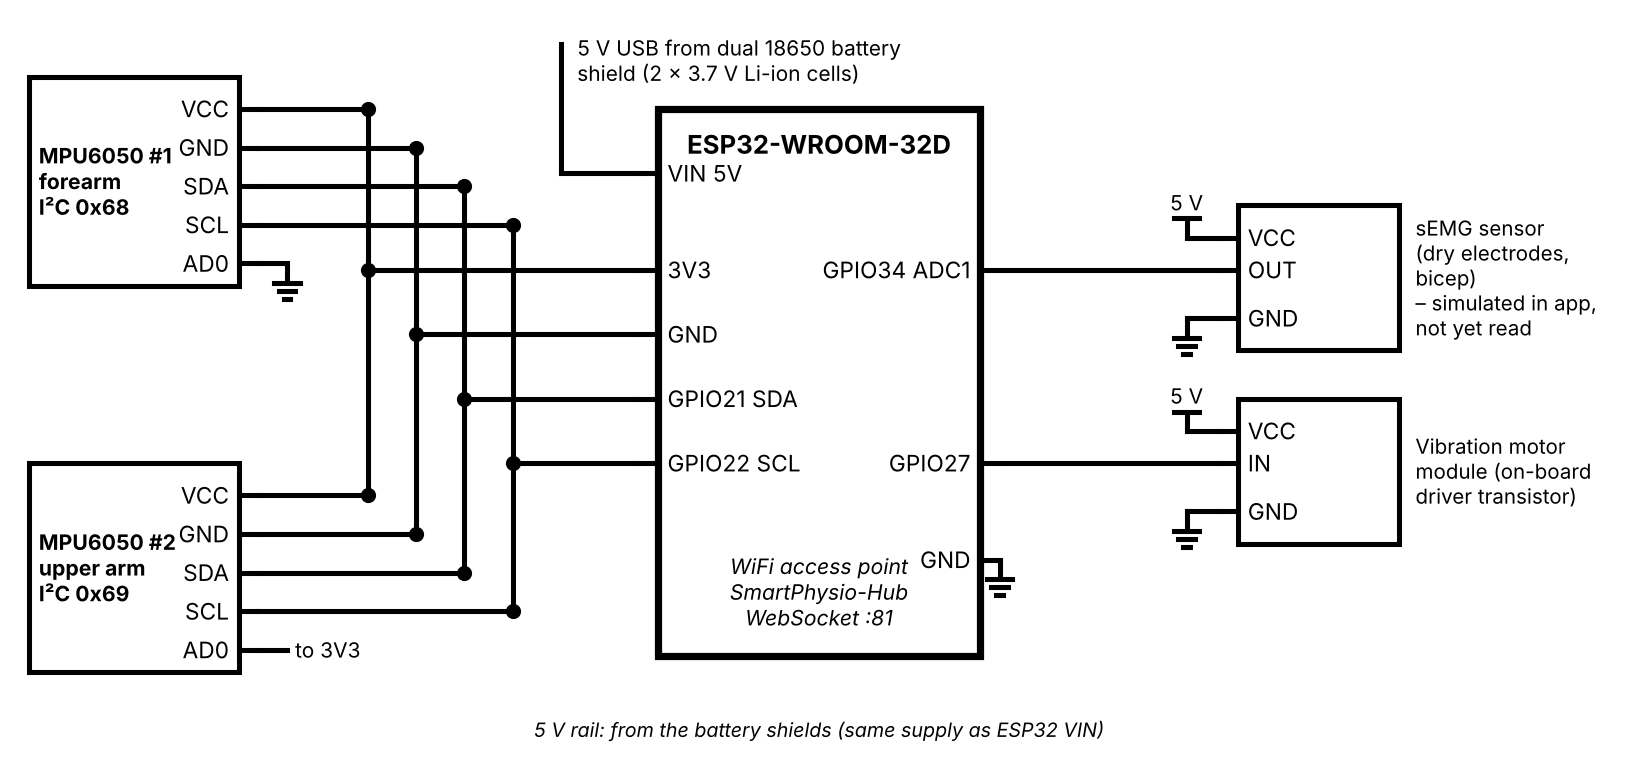 5 V USB from dual 18650 battery
shield (2 × 3.7 V Li-ion cells)
MPU6050 #1
forearm
I²C 0x68
VCC
GND
SDA
SCL
AD0
MPU6050 #2
upper arm
I²C 0x69
VCC
GND
SDA
SCL
AD0
to 3V3
ESP32-WROOM-32D
VIN 5V
3V3
GND
GPIO21 SDA
GPIO22 SCL
GPIO34 ADC1
GPIO27
GND
WiFi access point
SmartPhysio-Hub
WebSocket :81
5 V
VCC
OUT
GND
sEMG sensor
(dry electrodes,
bicep)
– simulated in app,
not yet read
5 V
VCC
IN
GND
Vibration motor
module (on-board
driver transistor)
5 V rail: from the battery shields (same supply as ESP32 VIN)